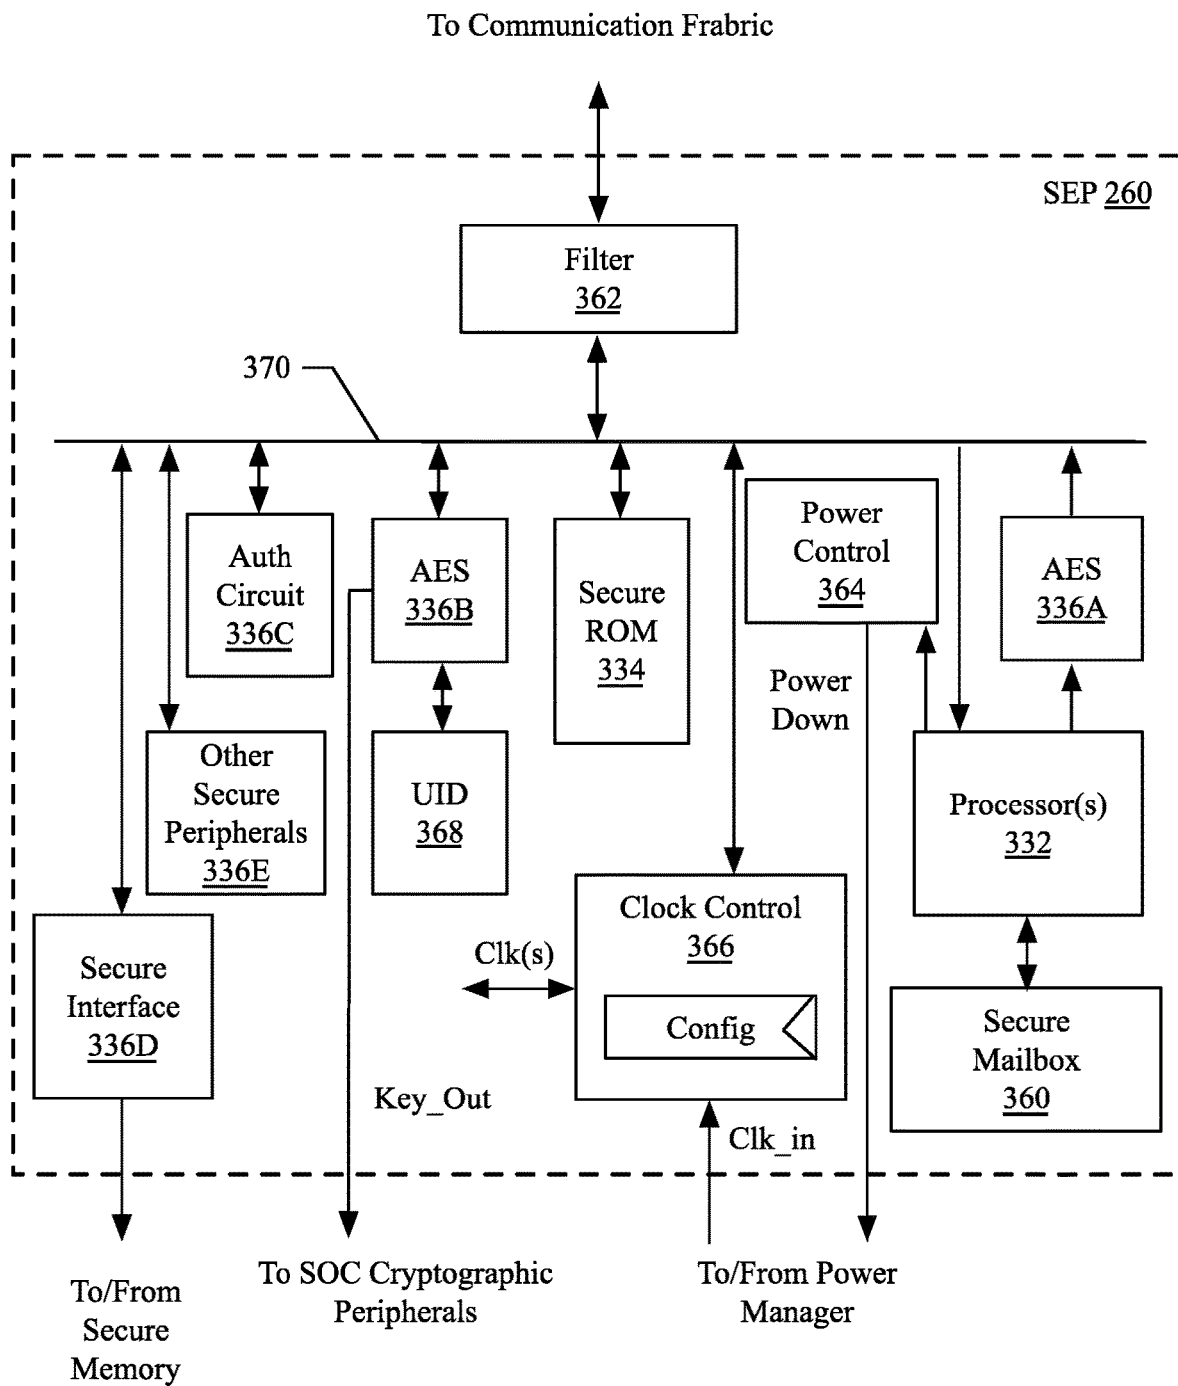 To Communication Frabric
SEP 260
Filter
362
370
Auth
Circuit
336C
AES
336B
Secure
ROM
334
Power
Control
364
AES
336A
Power
Down
Other
Secure
Peripherals
336E
UID
368
Processor(s)
332
Clock Control
366
Config
Clk(s)
Secure
Interface
336D
Secure
Mailbox
360
Key_Out
Clk_in
To/From
Secure
Memory
To SOC Cryptographic
Peripherals
To/From Power
Manager